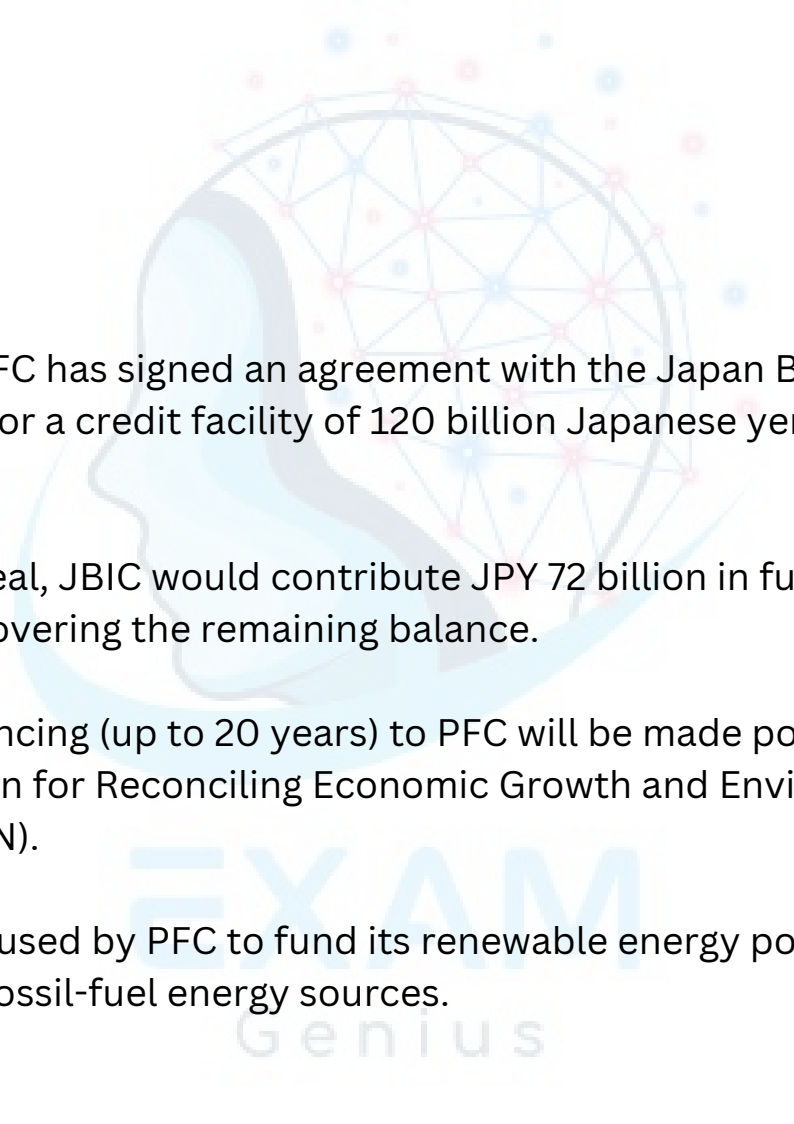 FC has signed an agreement with the Japan B
or a credit facility of 120 billion Japanese yen
eal, JBIC would contribute JPY 72 billion in fu
overing the remaining balance.
ncing (up to 20 years) to PFC will be made po
n for Reconciling Economic Growth and Envi
N).
used by PFC to fund its renewable energy po
ossil-fuel energy sources.
EXAM
Genius